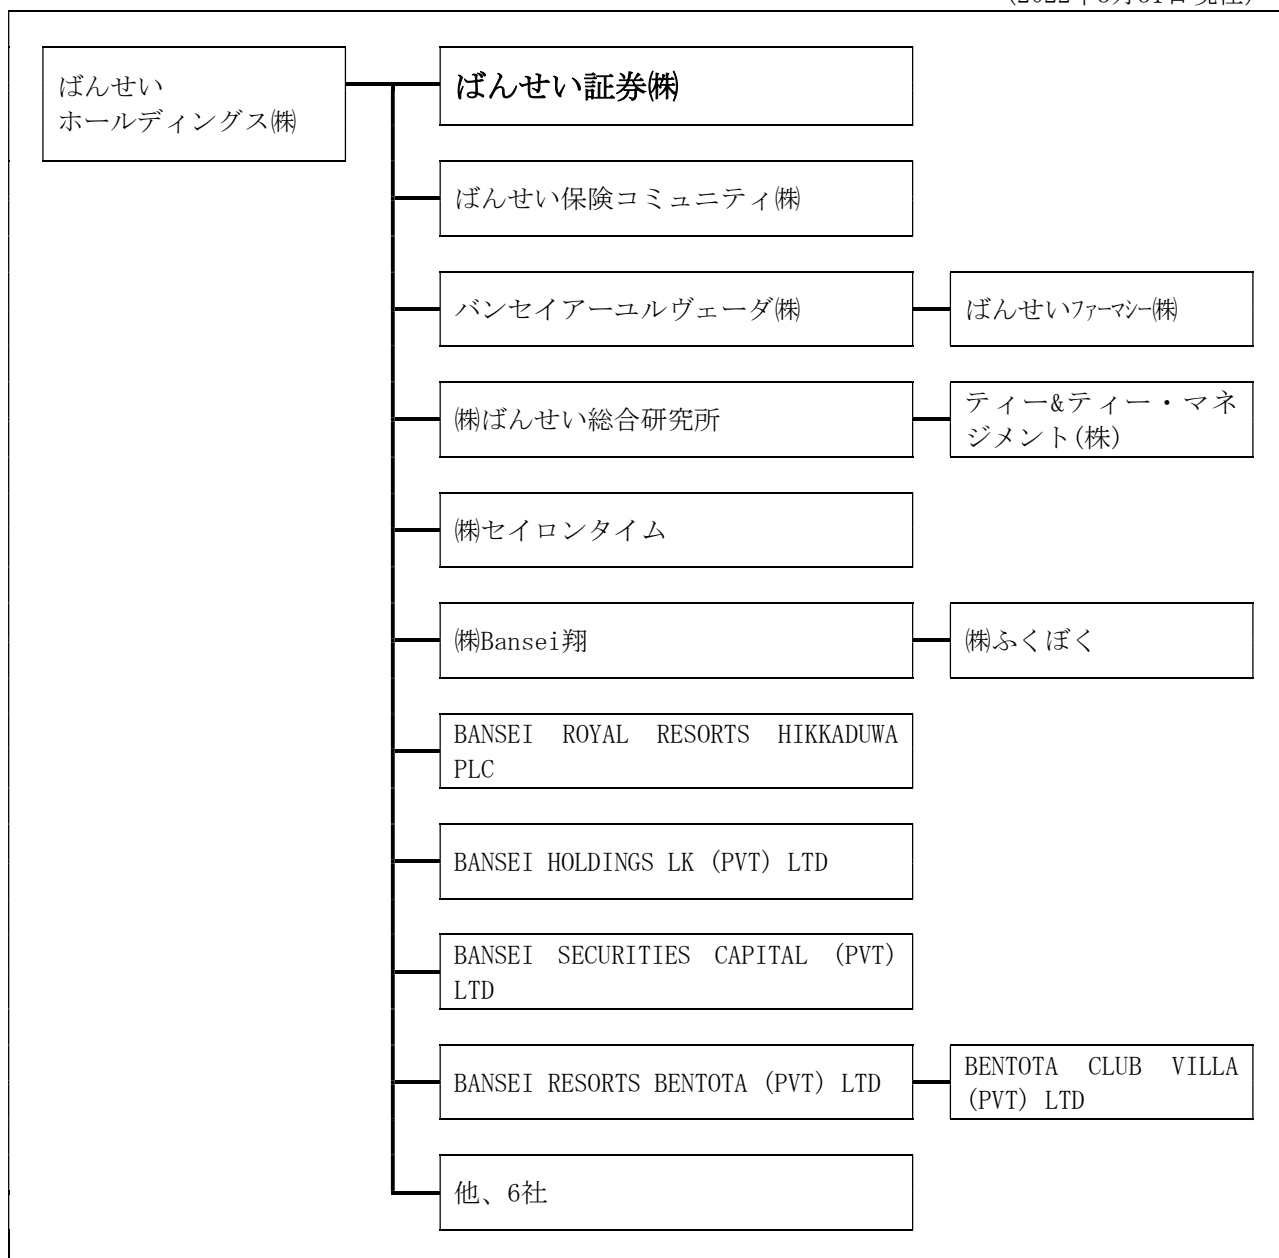 ばんせい
ホールディングス㈱
ばんせい証券㈱
ばんせい保険コミュニティ㈱
バンセイアーユルヴェーダ㈱
ばんせいﾌｧｰﾏｼｰ㈱
㈱ばんせい総合研究所
ティー&ティー・マネ
ジメント(株)
㈱セイロンタイム
㈱Bansei翔
㈱ふくぼく
BANSEI ROYAL RESORTS HIKKADUWA
PLC
BANSEI HOLDINGS LK (PVT) LTD
BANSEI SECURITIES CAPITAL (PVT)
LTD
BANSEI RESORTS BENTOTA (PVT) LTD
BENTOTA CLUB VILLA
(PVT) LTD
他、6社